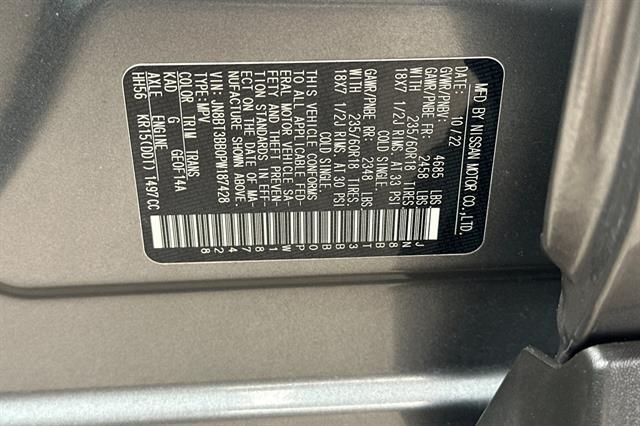 MFD BY NISSAN MOTOR CO.,LTD.
DATE: 10/22
GVWR/PNBV: 4685 LBS
GAWR/PNBE FR: 2458 LBS.
235/60R18 TIRES.
18X7 1/2J RIMS. AT 33 PSI
COLD SINGLE.
GAWR/PNBE RR: 2348 LBS.
235/60R18 TIRES.
18X7 1/2J RIMS. AT 30 PSI
COLD SINGLE.
THIS VEHICLE CONFORMS
TO ALL APPLICABLE FED-
ERAL MOTOR VEHICLE SA-
FETY AND THEFT PREVEN-
TION STANDARDS IN EFF-
ECT ON THE DATE OF MA-
NUFACTURE SHOWN ABOVE.
VIN: JN8BT3BB0PW187428
TYPE: MPV
COLOR TRIM TRANS
KAD G GE0F14A
AXLE ENGINE
HH56 KR15(DDT) 1497CC
JN8BT3BB0PW187428